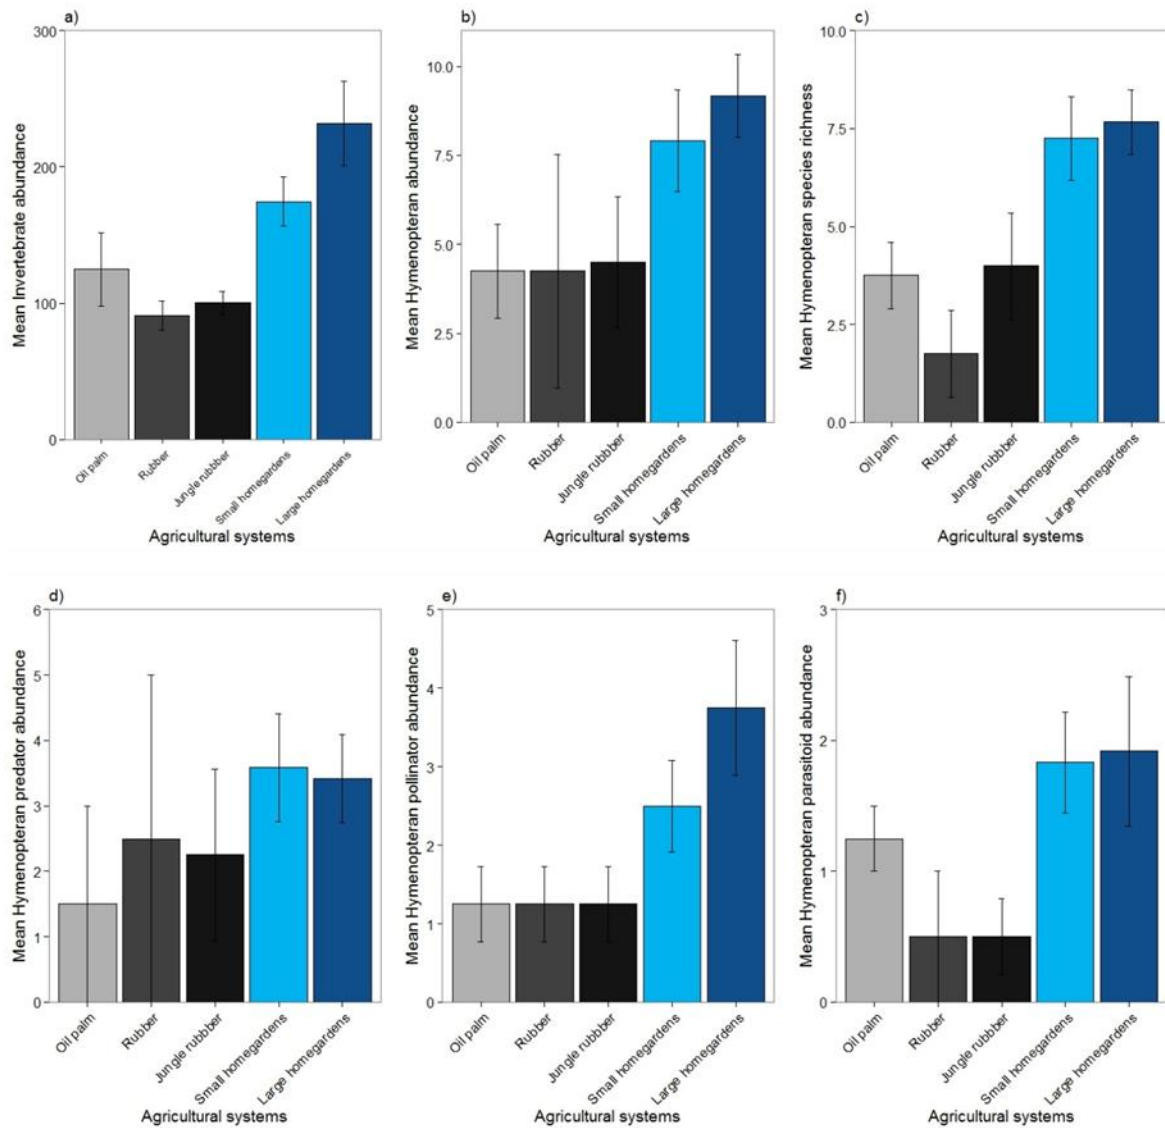 a)
300
200
100
0
Mean Invertebrate abundance
Oil palm
Rubber
Jungle rubbber
Small homegardens
Large homegardens
Agricultural systems
b)
10.0
7.5
5.0
2.5
0.0
Mean Hymenopteran abundance
Oil palm
Rubber
Jungle rubbber
Small homegardens
Large homegardens
Agricultural systems
c)
10.0
7.5
5.0
2.5
0.0
Mean Hymenopteran species richness
Oil palm
Rubber
Jungle rubbber
Small homegardens
Large homegardens
Agricultural systems
d)
6
5
4
3
2
1
0
Mean Hymenopteran predator abundance
Oil palm
Rubber
Jungle rubbber
Small homegardens
Large homegardens
Agricultural systems
e)
5
4
3
2
1
0
Mean Hymenopteran pollinator abundance
Oil palm
Rubber
Jungle rubbber
Small homegardens
Large homegardens
Agricultural systems
f)
3
2
1
0
Mean Hymenopteran parasitoid abundance
Oil palm
Rubber
Jungle rubbber
Small homegardens
Large homegardens
Agricultural systems